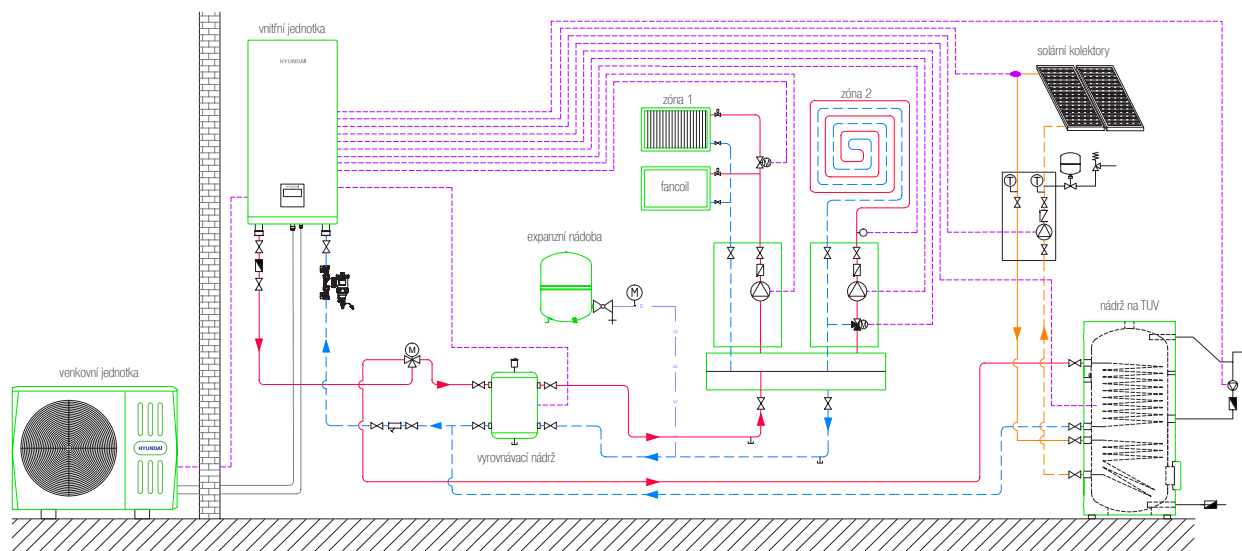 vnitřní jednotka
HYUNDAI
solární kolektory
zóna 1
zóna 2
fancoil
T
T
M
expanzní nádoba
M
nádrž na TUV
M
M
venkovní jednotka
HYUNDAI
vyrovnávací nádrž